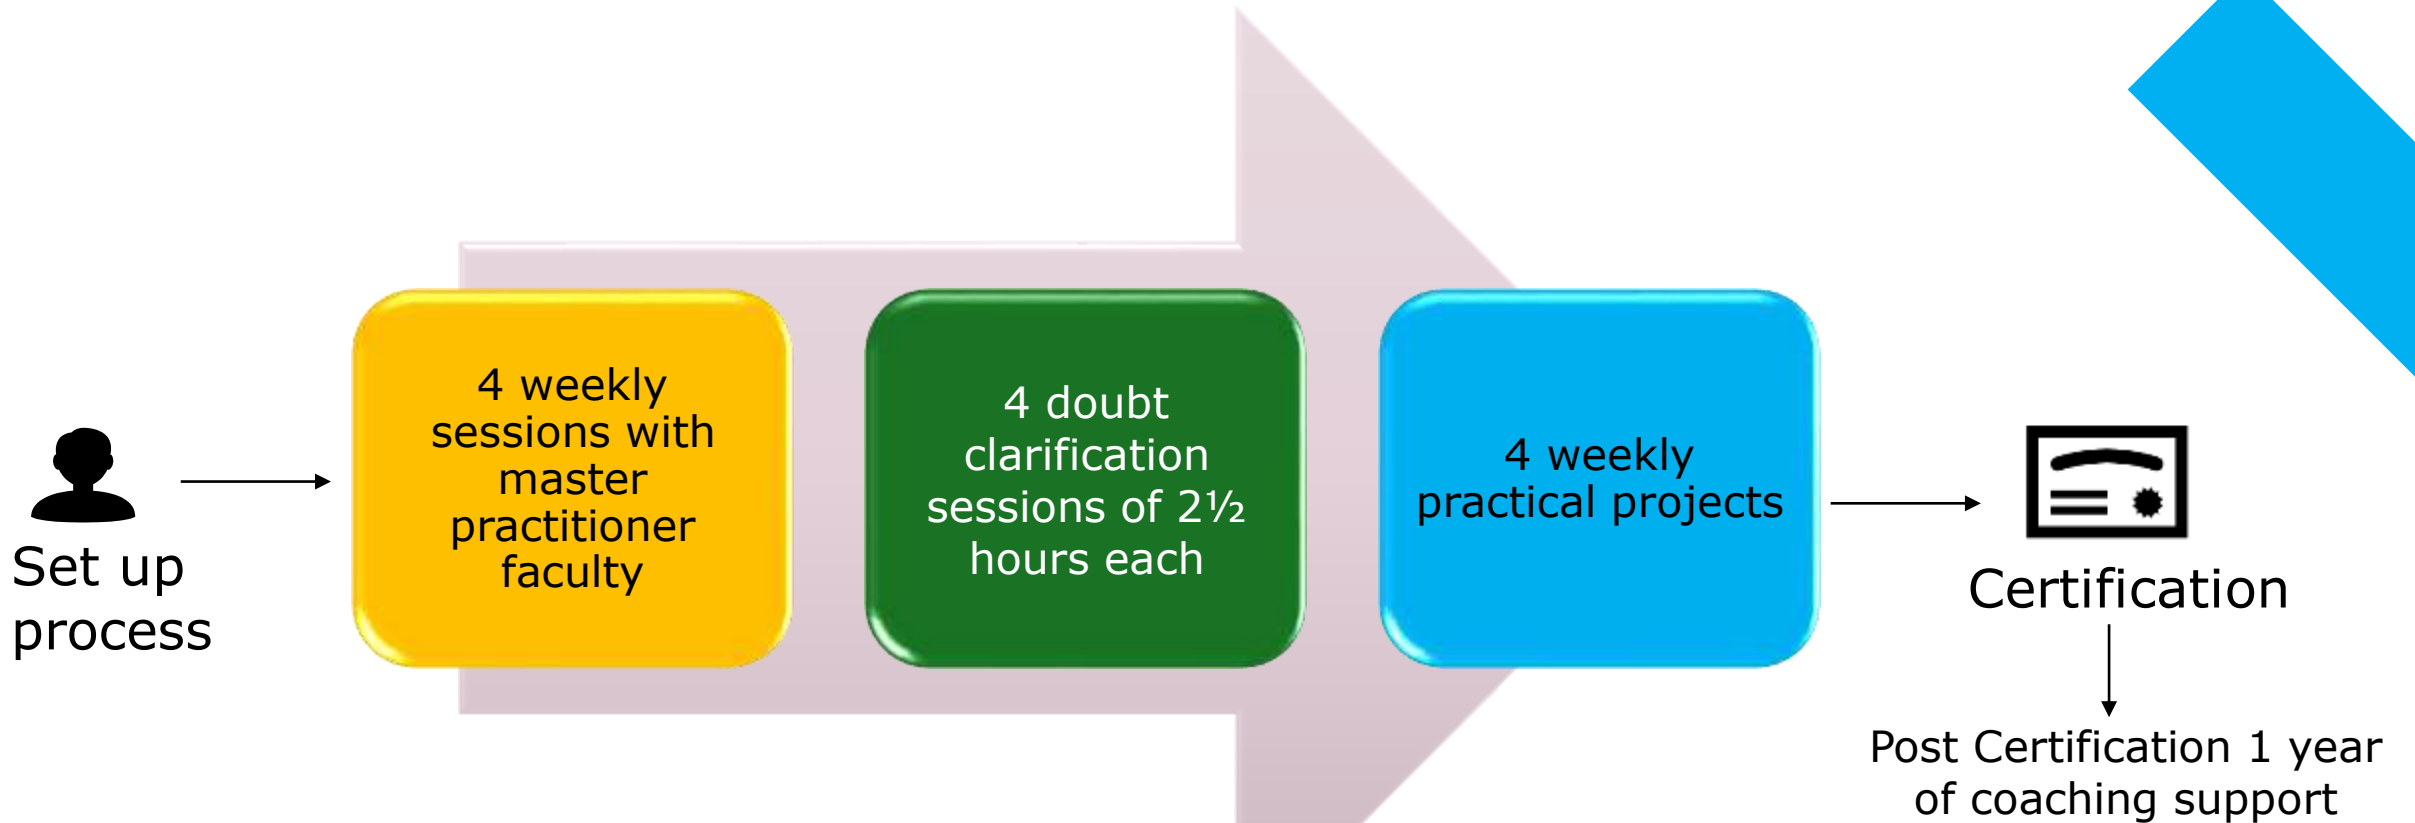 Set up
process
4 weekly
sessions with
master
practitioner
faculty
4 doubt
clarification
sessions of 2½
hours each
4 weekly
practical projects
Certification
Post Certification 1 year
of coaching support